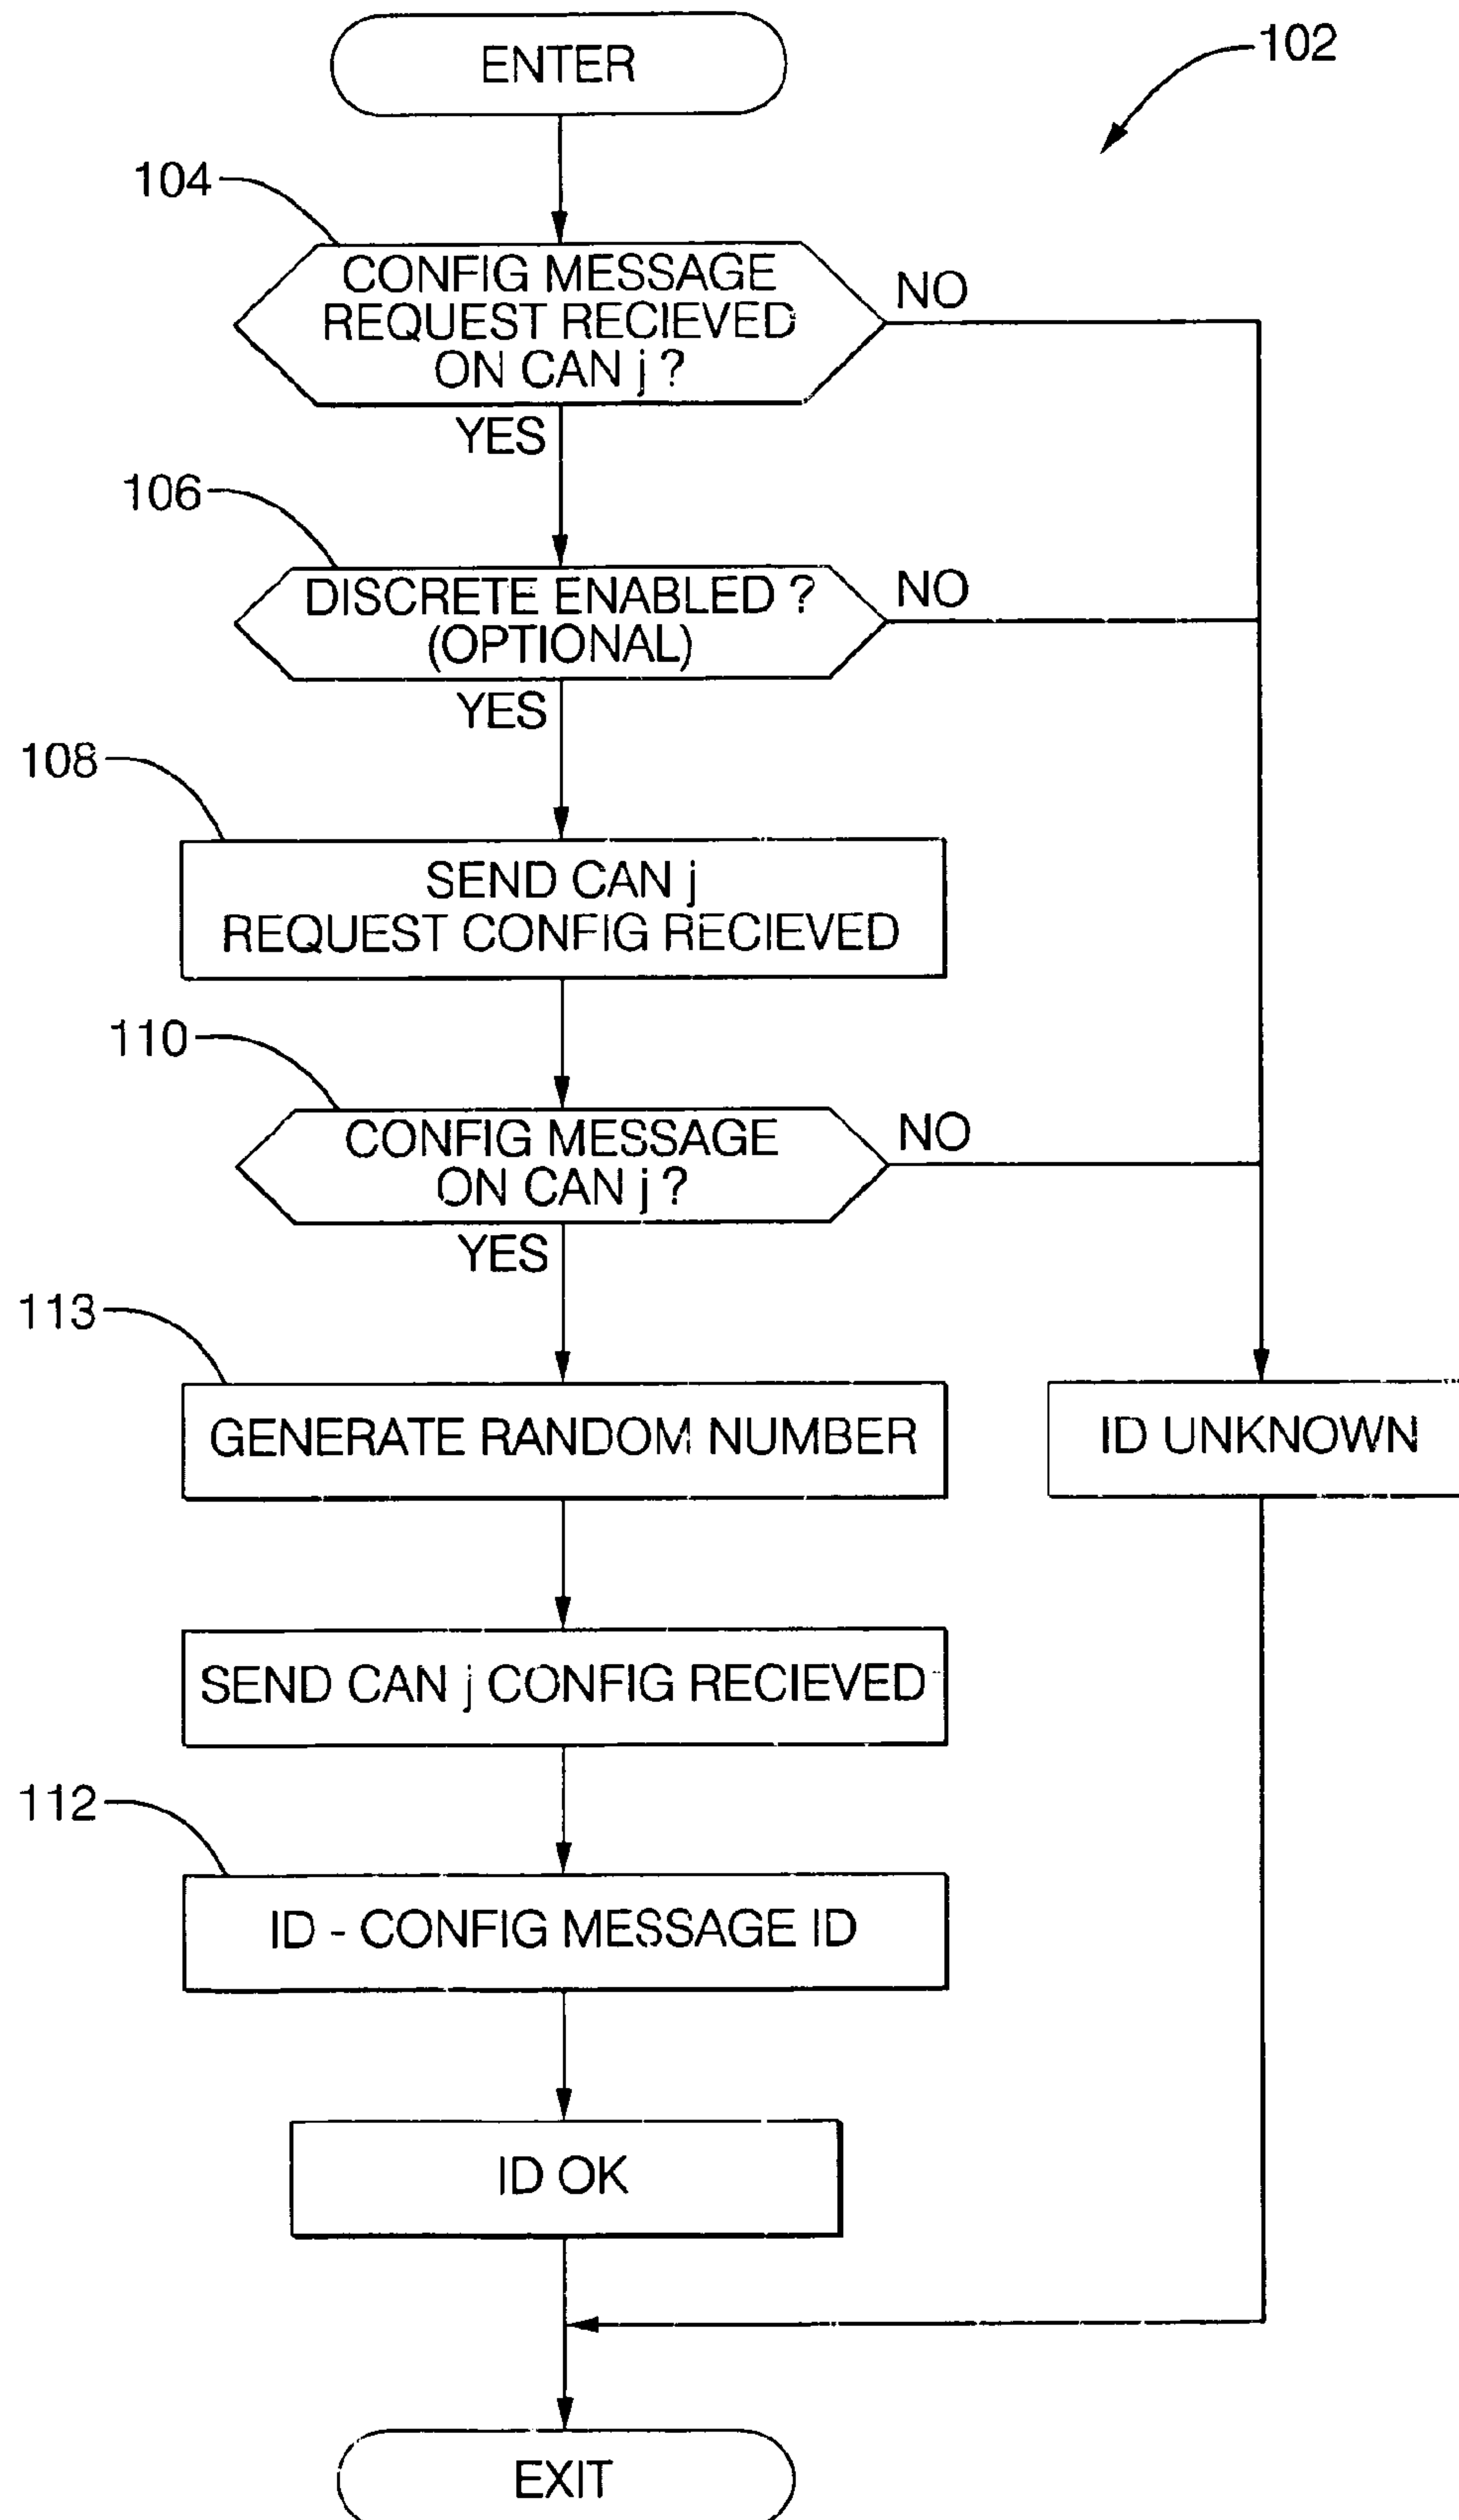 ENTER
102
104
CONFIG MESSAGE
REQUEST RECIEVED
ON CAN j ?
NO
YES
106
DISCRETE ENABLED ?
(OPTIONAL)
NO
YES
108
SEND CAN j
REQUEST CONFIG RECIEVED
110
CONFIG MESSAGE
ON CAN j ?
NO
YES
113
GENERATE RANDOM NUMBER
ID UNKNOWN
SEND CAN j CONFIG RECIEVED
112
ID - CONFIG MESSAGE ID
ID OK
EXIT